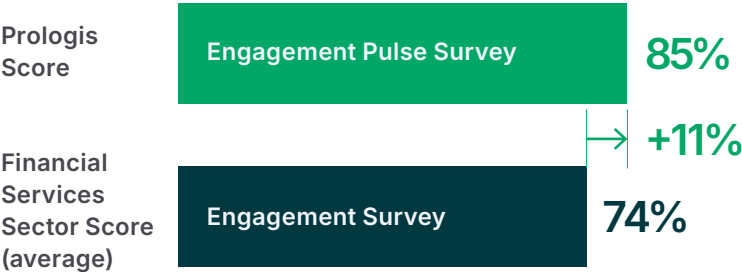 Prologis
Score
Engagement Pulse Survey
85%
+11%
Financial
Services
Sector Score
(average)
Engagement Survey
74%